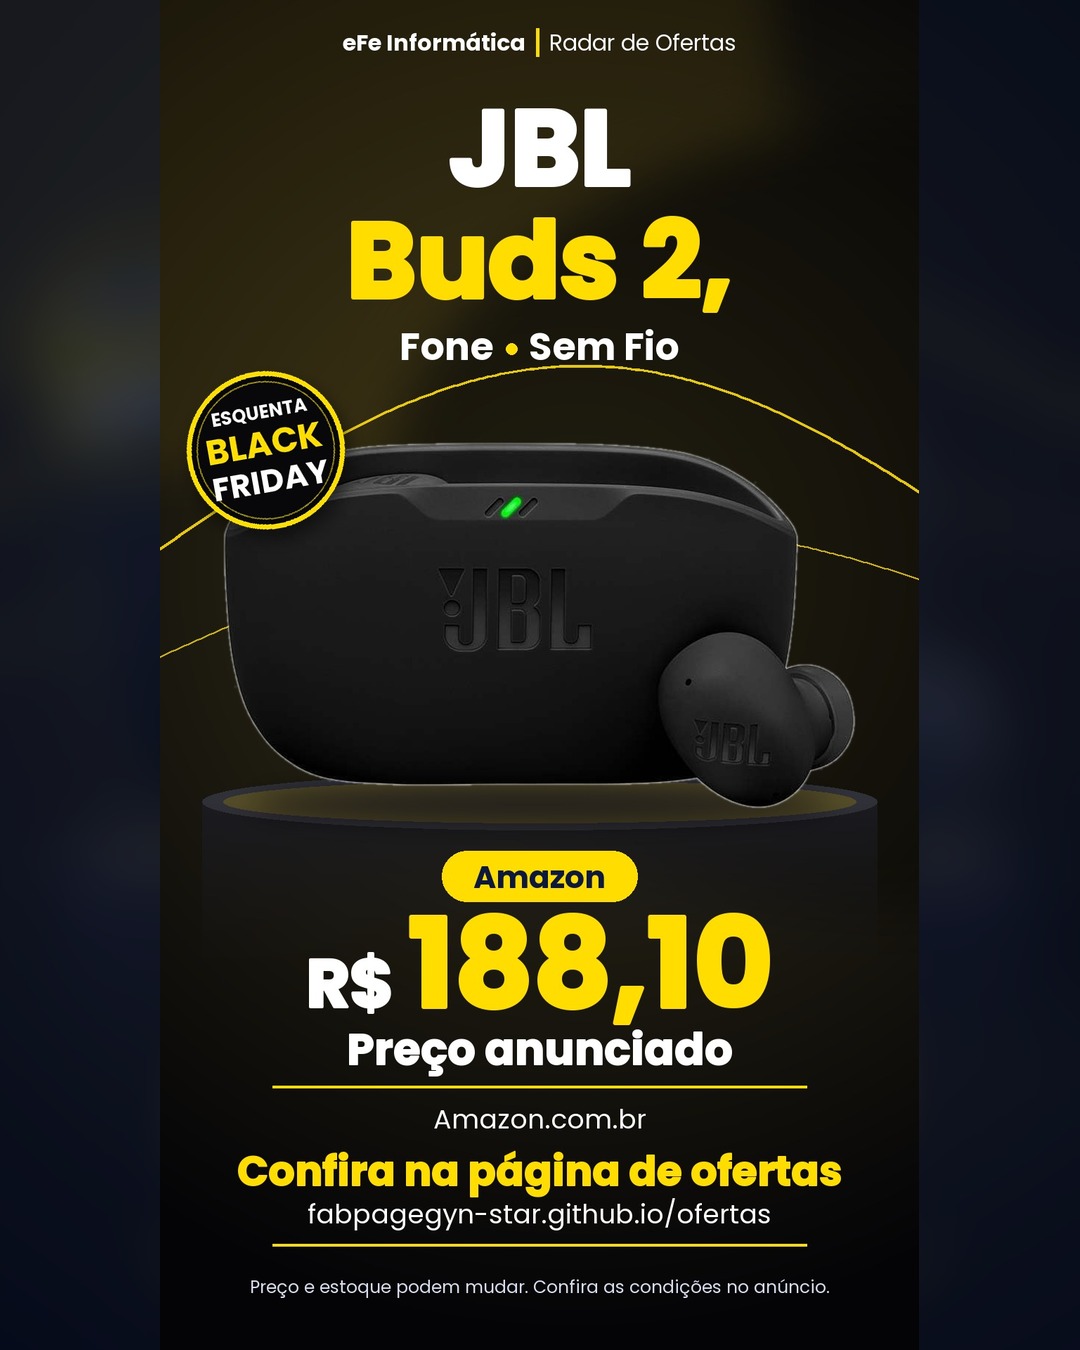 eFe Informática | Radar de Ofertas
JBL
Buds 2,
Fone • Sem Fio
ESQUENTA
BLACK
FRIDAY
JBL
JBL
Amazon
R$ 188,10
Preço anunciado
Amazon.com.br
Confira na página de ofertas
fabpagegyn-star.github.io/ofertas
Preço e estoque podem mudar. Confira as condições no anúncio.